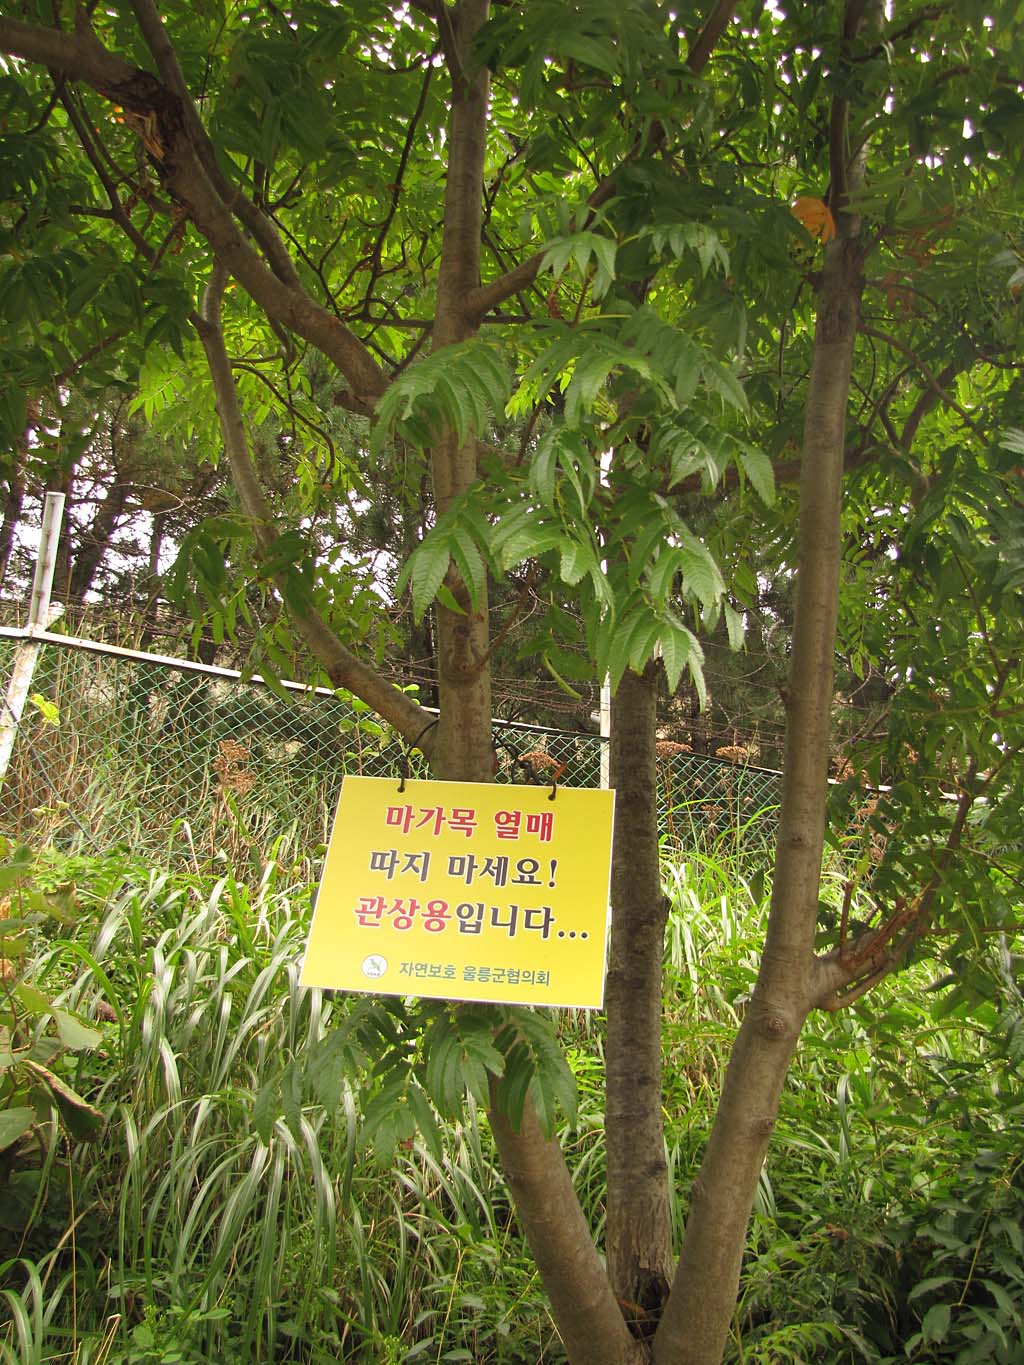 마가목 열매
따지 마세요!
관상용입니다...
자연보호 울릉군협의회